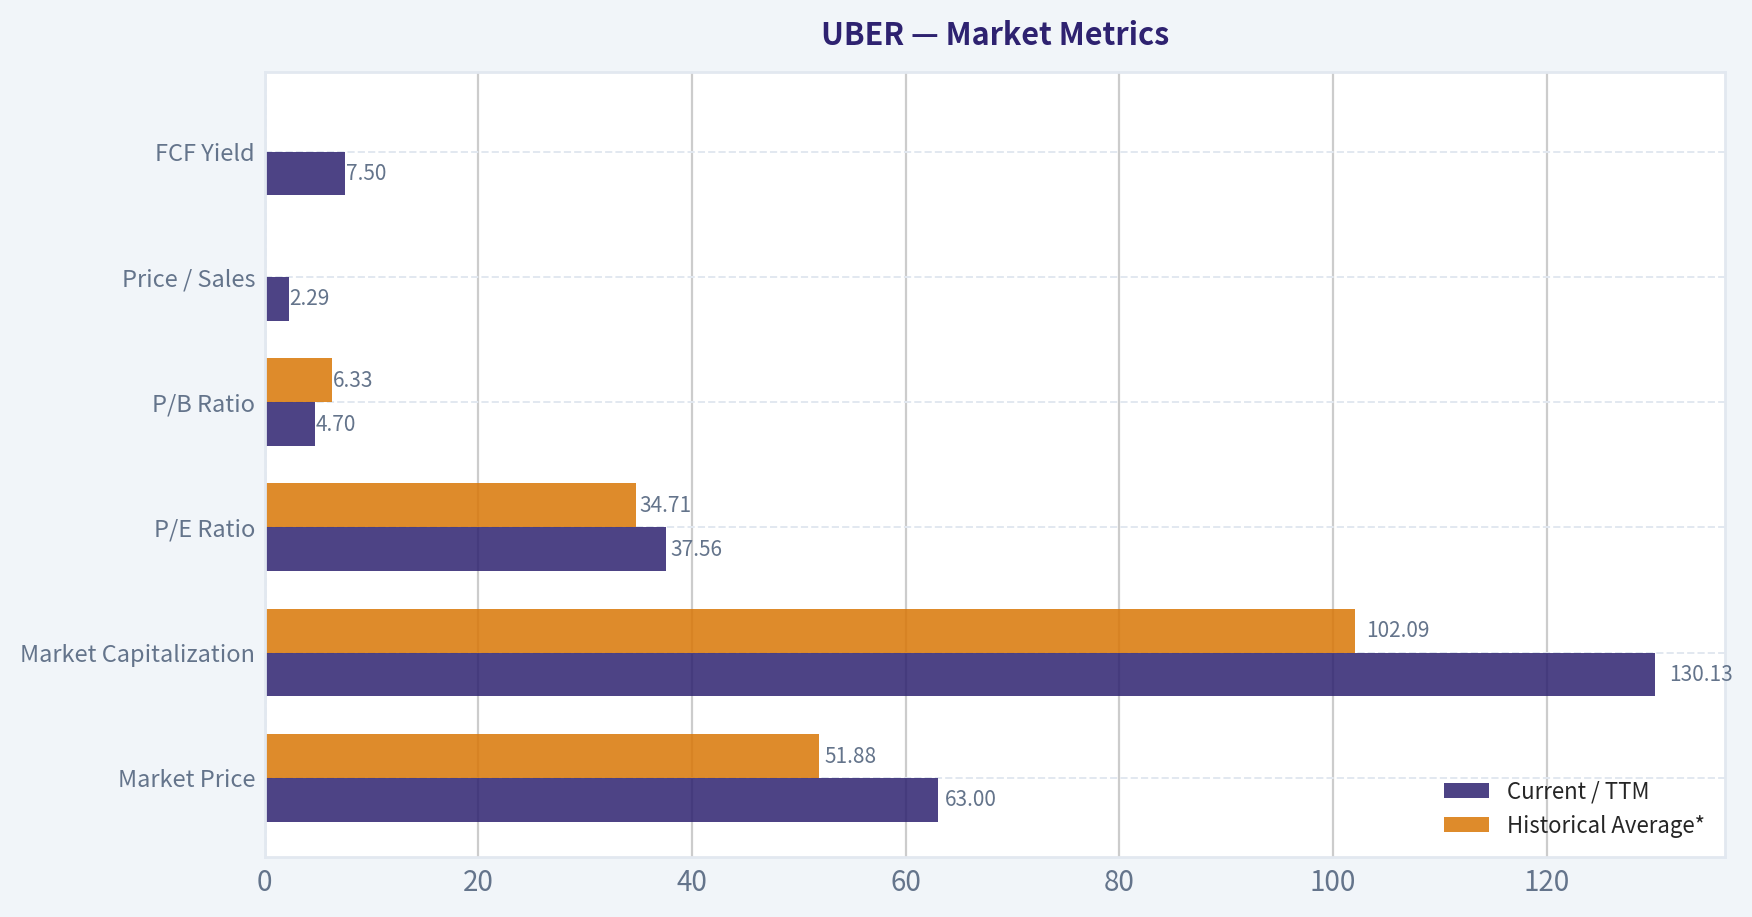 UBER — Market Metrics
FCF Yield
7.50
Price / Sales
2.29
P/B Ratio
6.33
4.70
P/E Ratio
34.71
37.56
Market Capitalization
102.09
130.13
Market Price
51.88
63.00
Current / TTM
Historical Average*
0 20 40 60 80 100 120